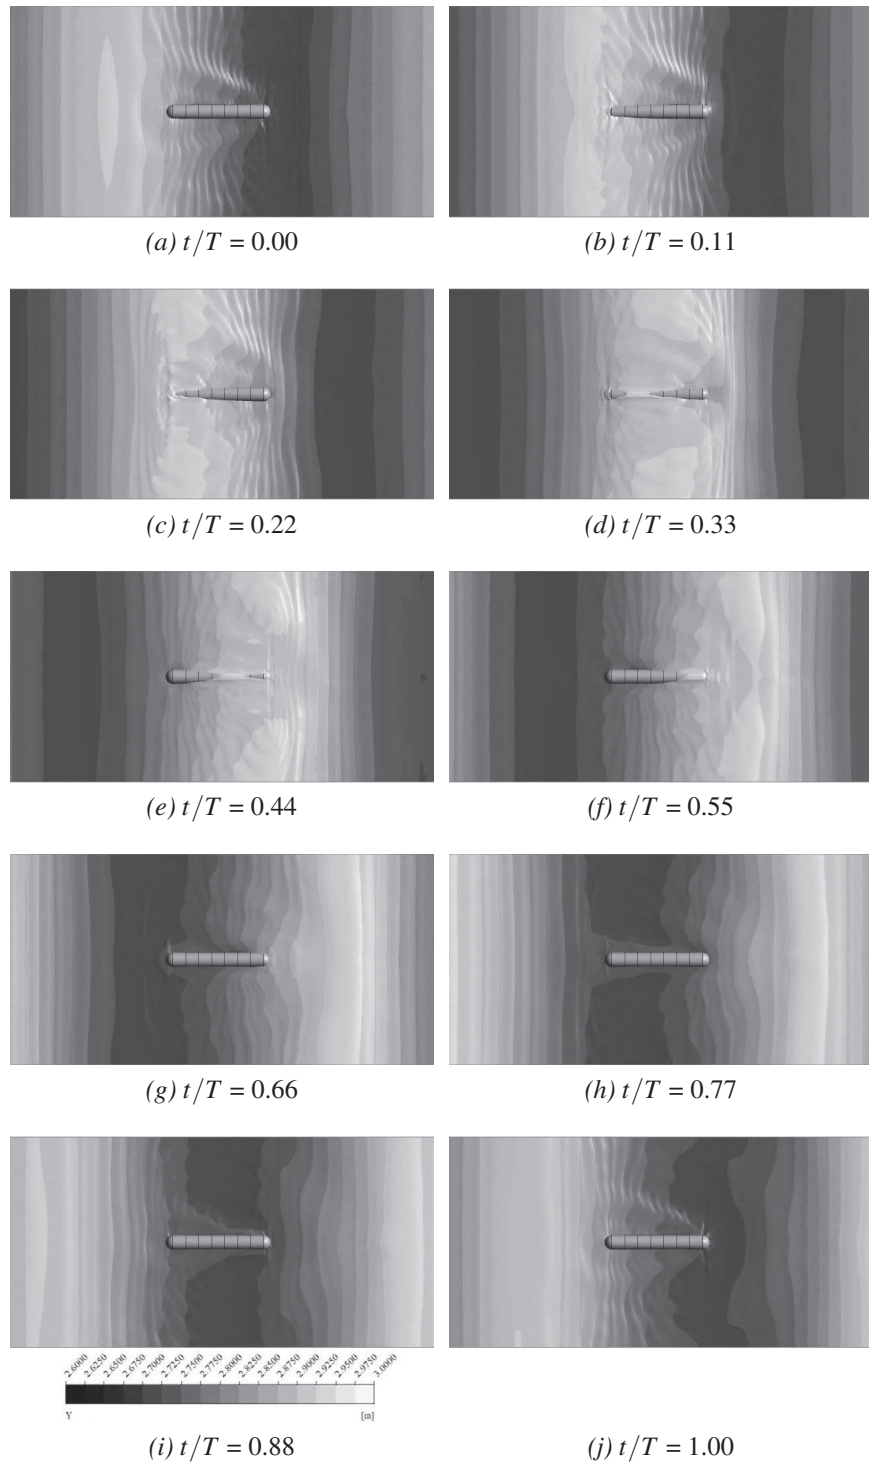 (a) t/T = 0.00
(b) t/T = 0.11
(c) t/T = 0.22
(d) t/T = 0.33
(e) t/T = 0.44
(f) t/T = 0.55
(g) t/T = 0.66
(h) t/T = 0.77
2.6000 2.6250 2.6500 2.6750 2.7000 2.7250 2.7500 2.7750 2.8000 2.8250 2.8500 2.8750 2.9000 2.9250 2.9500 2.9750 3.0000
Y [m]
(i) t/T = 0.88
(j) t/T = 1.00